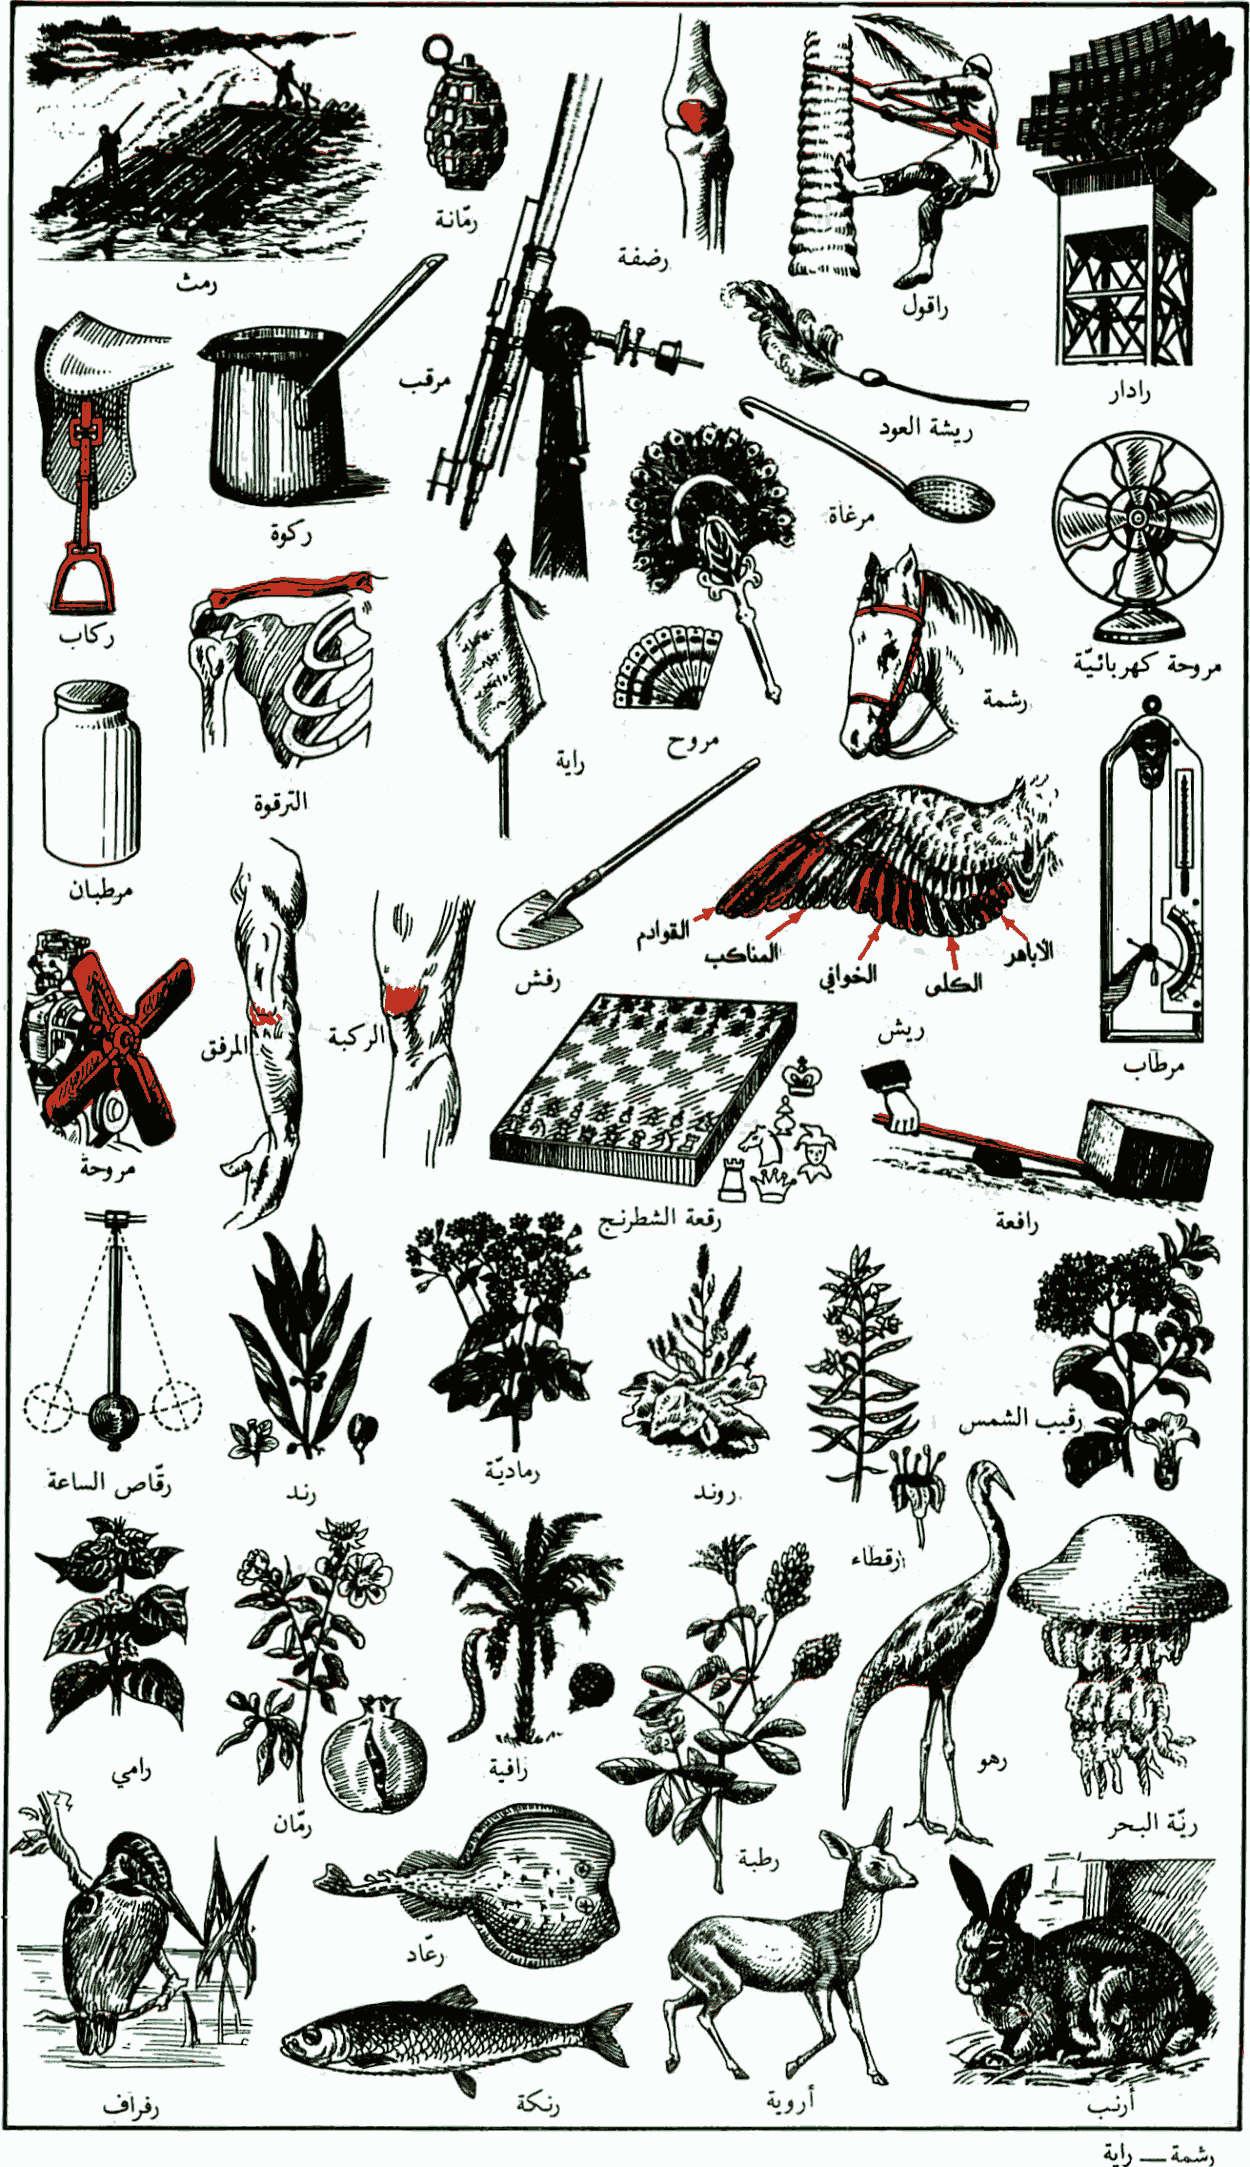 رمّانة
رضفة
رمث
راقول
مرقب
رادار
ريشة العود
مرغاة
ركوة
ركاب
مروحة كهربائيّة
رشمة
مروح
راية
الترقوة
مرطبان
القوادم
المناكب
الخوافي
الكلى
الاباهر
رفش
ريش
المرفق
الركبة
مرطاب
مروحة
رقعة الشطرنج
رافعة
رقيب الشمس
رقّاص الساعة
رند
رماديّة
روند
رقطاء
رامي
رافية
رهو
رمّان
ريّة البحر
رطبة
رعّاد
رفراف
رنكة
أروية
أرنب
رشمة — راية